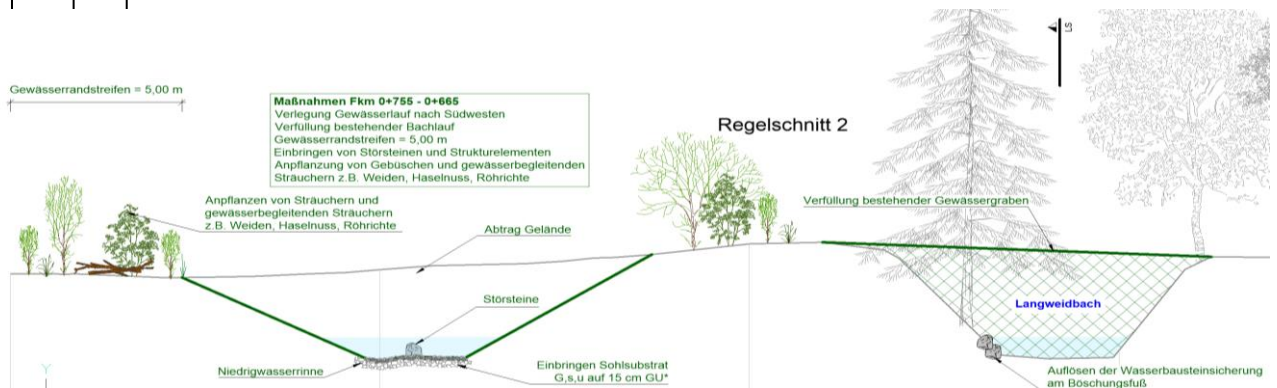 Gewässerrandstreifen = 5,00 m
Maßnahmen Fkm 0+755 - 0+665
Verlegung Gewässerlauf nach Südwesten
Verfüllung bestehender Bachlauf
Gewässerrandstreifen = 5,00 m
Einbringen von Störsteinen und Strukturelementen
Anpflanzung von Gebüschen und gewässerbegleitenden
Sträuchern z.B. Weiden, Haselnuss, Röhrichte
Regelschnitt 2
LS
Anpflanzen von Sträuchern und
gewässerbegleitenden Sträuchern
z.B. Weiden, Haselnuss, Röhrichte
Verfüllung bestehender Gewässergraben
Abtrag Gelände
Störsteine
Langweidbach
Niedrigwasserrinne
Einbringen Sohlsubstrat
G,s,u auf 15 cm GU*
Auflösen der Wasserbausteinsicherung
am Böschungsfuß
Y